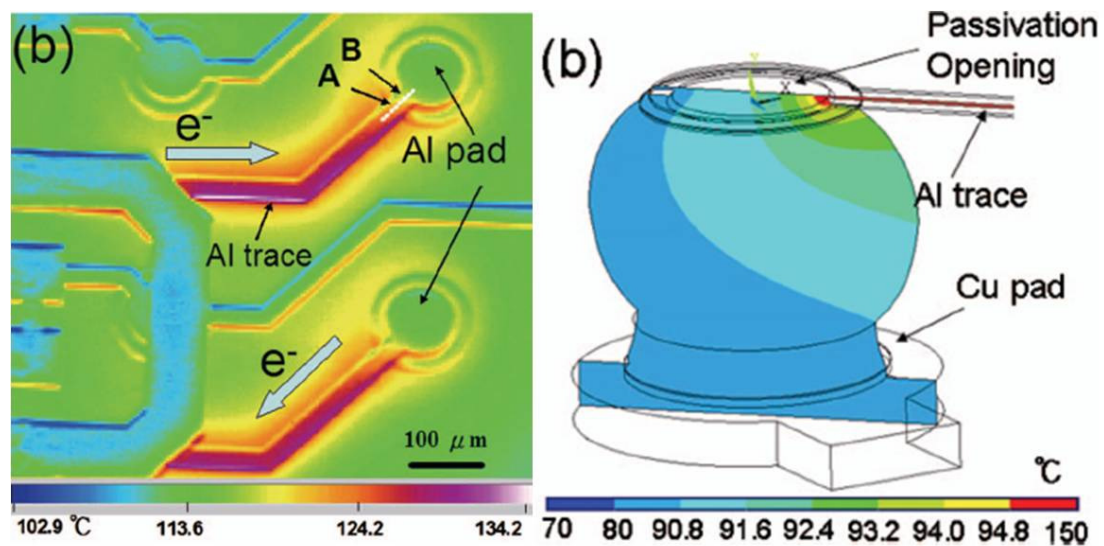 (b)
B
A
e-
Al pad
Al trace
e-
100 μm
102.9 ℃ 113.6 124.2 134.2
(b)
Passivation
Opening
Y
X
Al trace
Cu pad
℃
70 80 90.8 91.6 92.4 93.2 94.0 94.8 150